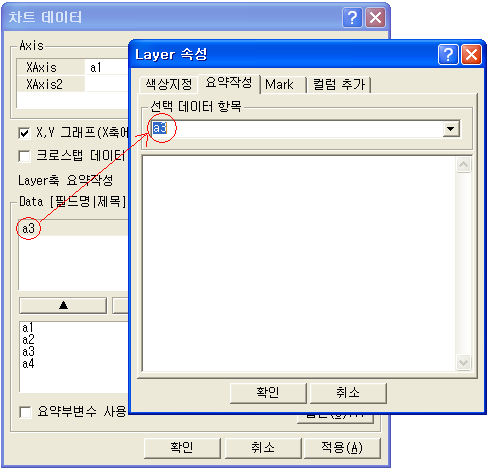 차트 데이터
Axis
XAxis a1
XAxis2
X,Y 그래프(X축에
크로스탭 데이터
Layer축 요약작성
Data [필드명|제목]
a3
▲
a1
a2
a3
a4
요약부변수 사용
확인 취소 적용(A)
Layer 속성
색상지정 요약작성 Mark 컬럼 추가
선택 데이터 항목
a3
확인 취소